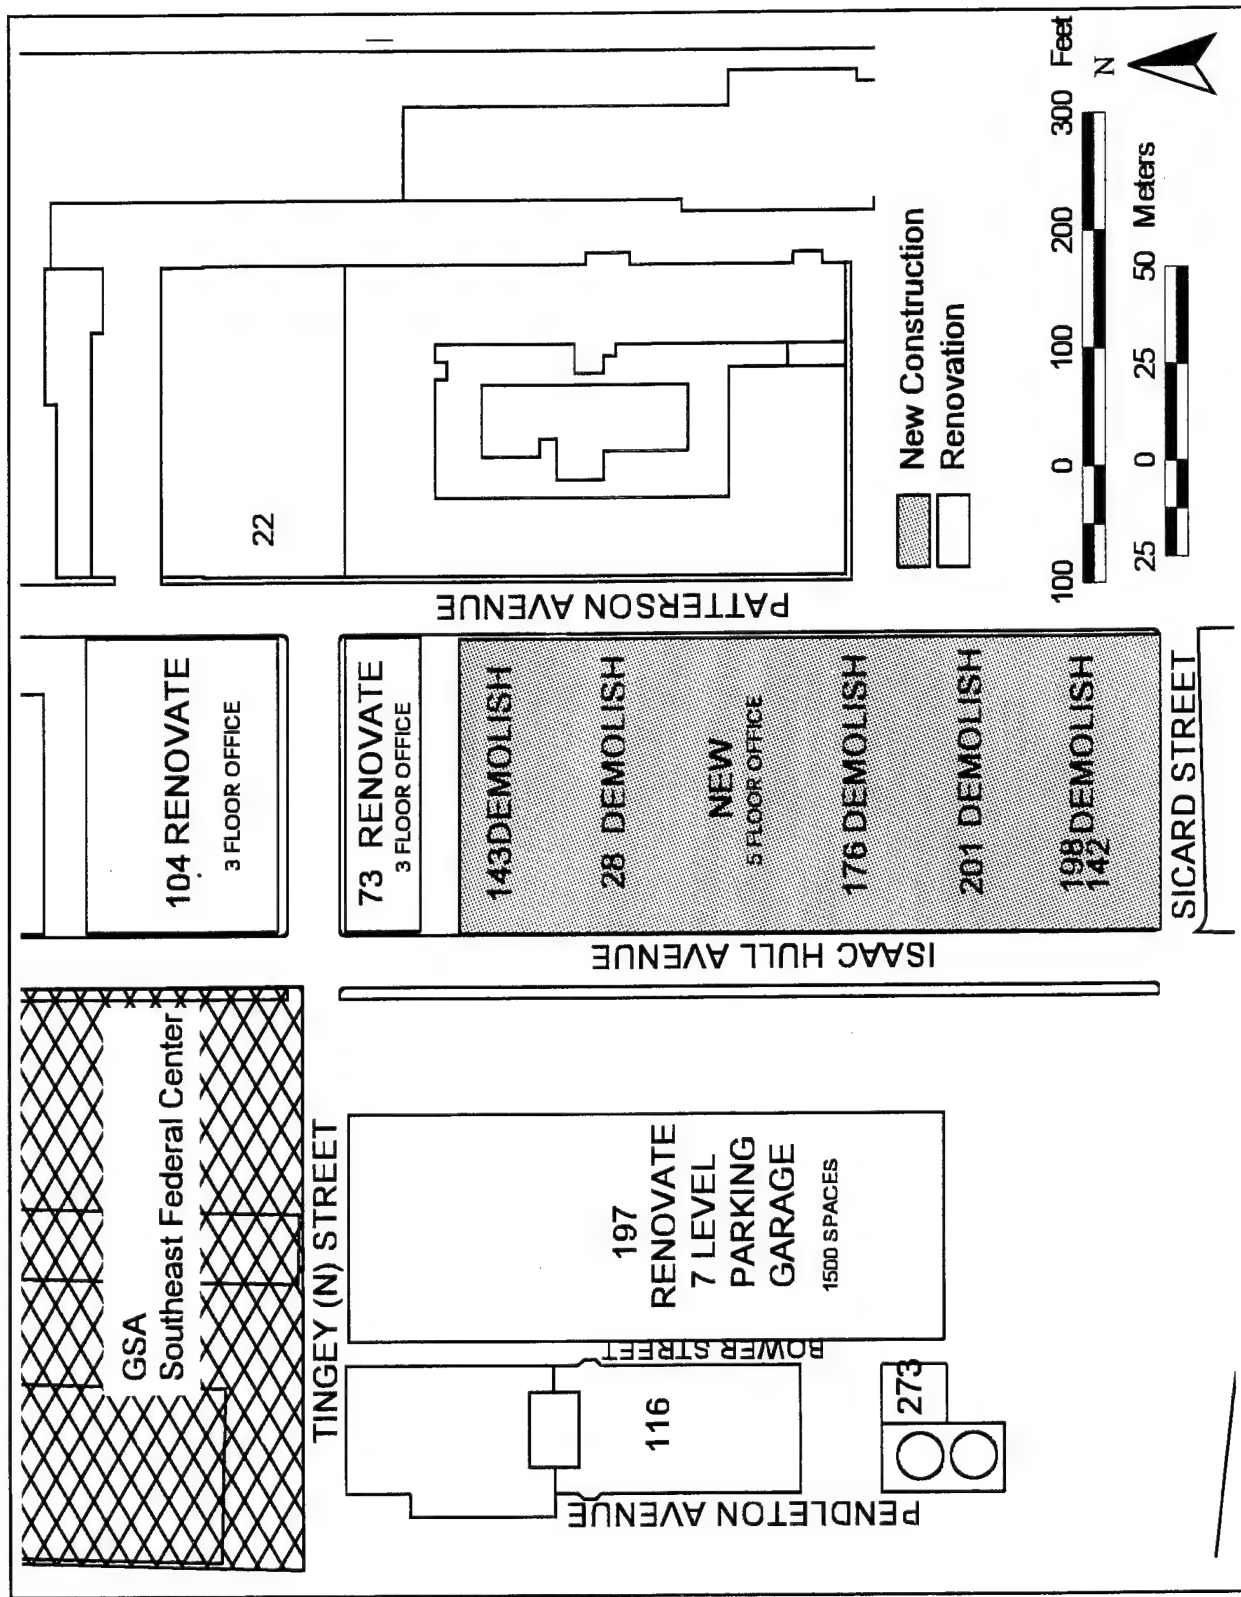 GSA
Southeast Federal Center
TINGEY (N) STREET
104 RENOVATE
3 FLOOR OFFICE
22
73 RENOVATE
3 FLOOR OFFICE
143DEMOLISH
28 DEMOLISH
NEW
5 FLOOR OFFICE
176 DEMOLISH
201 DEMOLISH
198 DEMOLISH
142
197
RENOVATE
7 LEVEL
PARKING
GARAGE
1500 SPACES
116
273
PENDLETON AVENUE
BOWER STREET
ISAAC HULL AVENUE
PATTERSON AVENUE
SICARD STREET
New Construction
Renovation
100 0 100 200 300 Feet
25 0 25 50 Meters
N